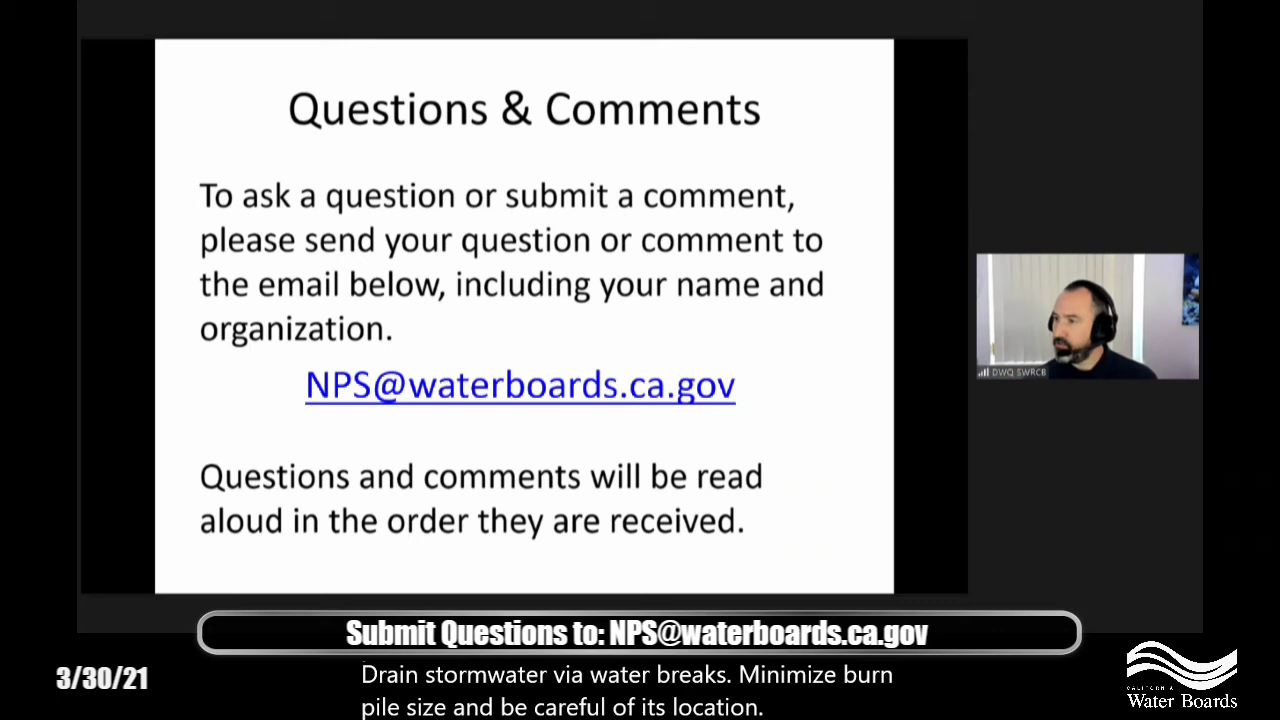 Questions & Comments
To ask a question or submit a comment,
please send your question or comment to
the email below, including your name and
organization.
NPS@waterboards.ca.gov
Questions and comments will be read
aloud in the order they are received.
DWQ SWRCB
Submit Questions to: NPS@waterboards.ca.gov
3/30/21
Drain stormwater via water breaks. Minimize burn
pile size and be careful of its location.
CALIFORNIA
Water Boards